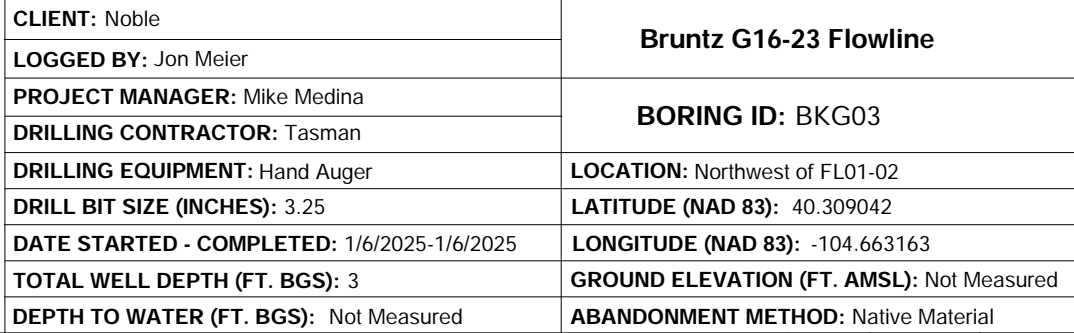 CLIENT: Noble
Bruntz G16-23 Flowline
LOGGED BY: Jon Meier
PROJECT MANAGER: Mike Medina
BORING ID: BKG03
DRILLING CONTRACTOR: Tasman
DRILLING EQUIPMENT: Hand Auger
LOCATION: Northwest of FL01-02
DRILL BIT SIZE (INCHES): 3.25
LATITUDE (NAD 83): 40.309042
DATE STARTED - COMPLETED: 1/6/2025-1/6/2025
LONGITUDE (NAD 83): -104.663163
TOTAL WELL DEPTH (FT. BGS): 3
GROUND ELEVATION (FT. AMSL): Not Measured
DEPTH TO WATER (FT. BGS): Not Measured
ABANDONMENT METHOD: Native Material